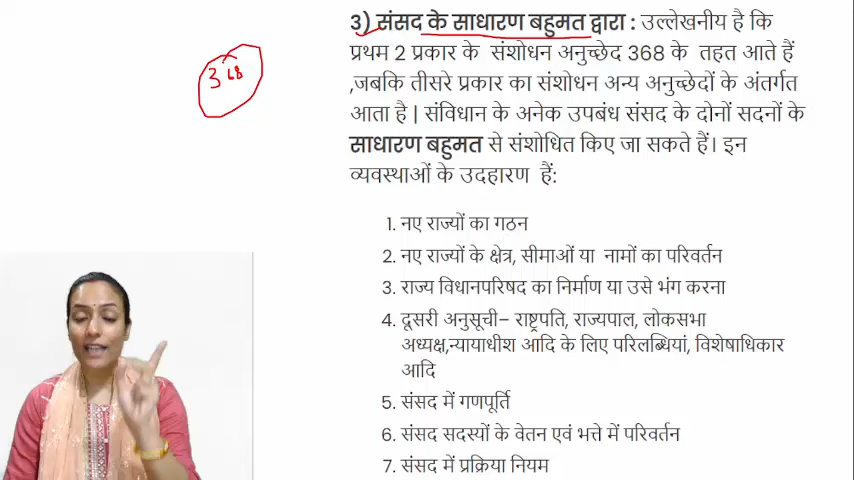 3) संसद के साधारण बहुमत द्वारा : उल्लेखनीय है कि
प्रथम 2 प्रकार के संशोधन अनुच्छेद 368 के तहत आते हैं
,जबकि तीसरे प्रकार का संशोधन अन्य अनुच्छेदों के अंतर्गत
आता है | संविधान के अनेक उपबंध संसद के दोनों सदनों के
साधारण बहुमत से संशोधित किए जा सकते हैं। इन
व्यवस्थाओं के उदहारण हैं:
368
1. नए राज्यों का गठन
2. नए राज्यों के क्षेत्र, सीमाओं या नामों का परिवर्तन
3. राज्य विधानपरिषद का निर्माण या उसे भंग करना
4. दूसरी अनुसूची– राष्ट्रपति, राज्यपाल, लोकसभा
अध्यक्ष,न्यायाधीश आदि के लिए परिलब्धियां, विशेषाधिकार
आदि
5. संसद में गणपूर्ति
6. संसद सदस्यों के वेतन एवं भत्ते में परिवर्तन
7. संसद में प्रक्रिया नियम